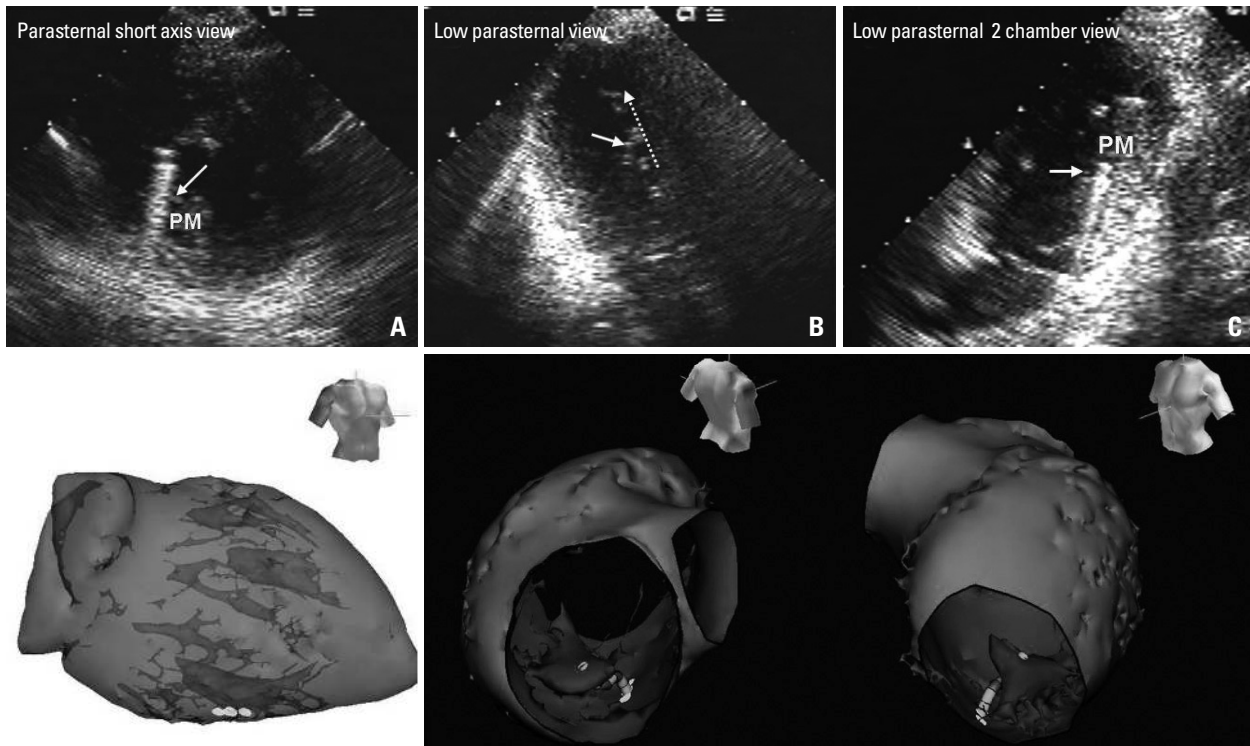 Parasternal short axis view
PM
A
Low parasternal view
B
Low parasternal 2 chamber view
PM
C